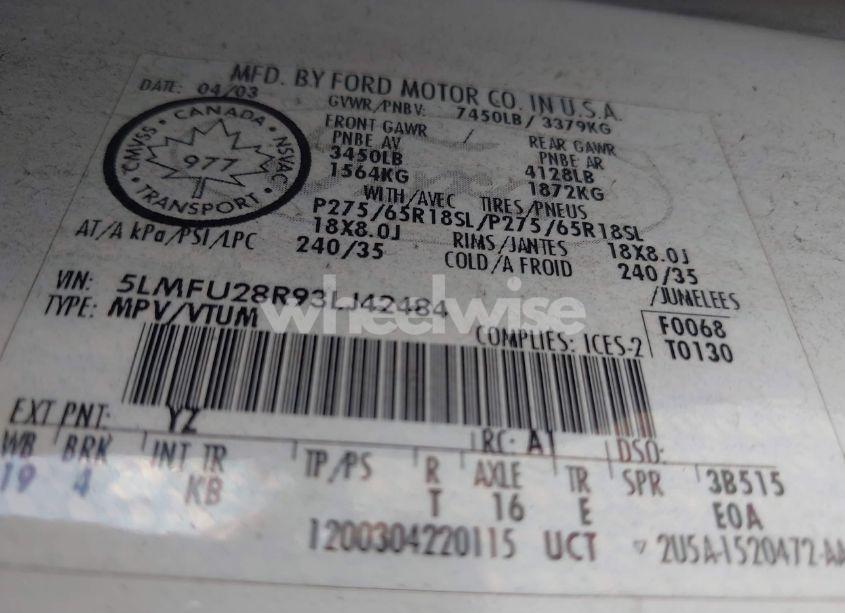 MFD. BY FORD MOTOR CO. IN U.S.A.
DATE: 04/03
GVWR/PNBV: 7450LB/ 3379KG
FRONT GAWR / REAR GAWR
PNBE AV PNBE AR
3450LB 4128LB
1564KG 1872KG
CANADA
CMVSS NSVAC
977
TRANSPORT
WITH/AVEC TIRES/PNEUS
P275/65R18SL/P275/65R18SL
18X8.0J RIMS/JANTES 18X8.0J
AT/A kPa/PSI/LPC 240/35 COLD/A FROID 240/35
/JUMELEES
VIN: 5LMFU28R93LJ42484
TYPE: MPV/VTUM
wheelwise
COMPLIES: ICES-2
F0068
T0130
EXT PNT: YZ
RC: A1 DSO:
WB BRK INT TR TP/PS R AXLE TR SPR 3B515
19 4 KB T 16 E EOA
1200304220115 UCT 2U5A-1520472-AA